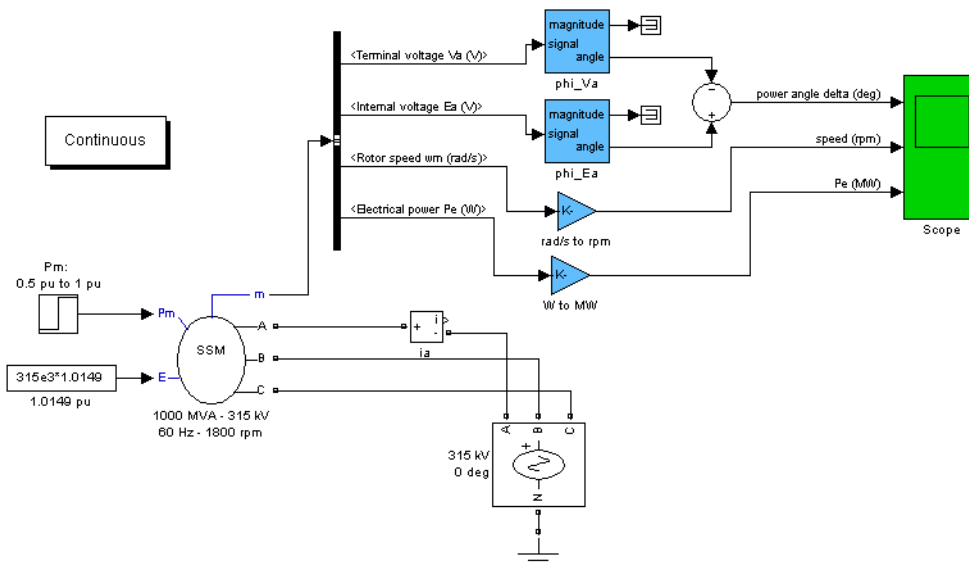 magnitude
<Terminal voltage Va (V)>
signal
angle
phi_Va
power angle delta (deg)
magnitude
<Internal voltage Ea (V)>
signal
angle
phi_Ea
Continuous
<Rotor speed wm (rad/s)>
speed (rpm)
K-
rad/s to rpm
Pe (MW)
Scope
<Electrical power Pe (W)>
K-
W to MW
Pm:
0.5 pu to 1 pu
m
Pm
A
SSM
B
E
C
i
+
-
ia
315e3*1.0149
1.0149 pu
1000 MVA - 315 kV
60 Hz - 1800 rpm
A
B
C
315 kV
0 deg
+
N
−
+